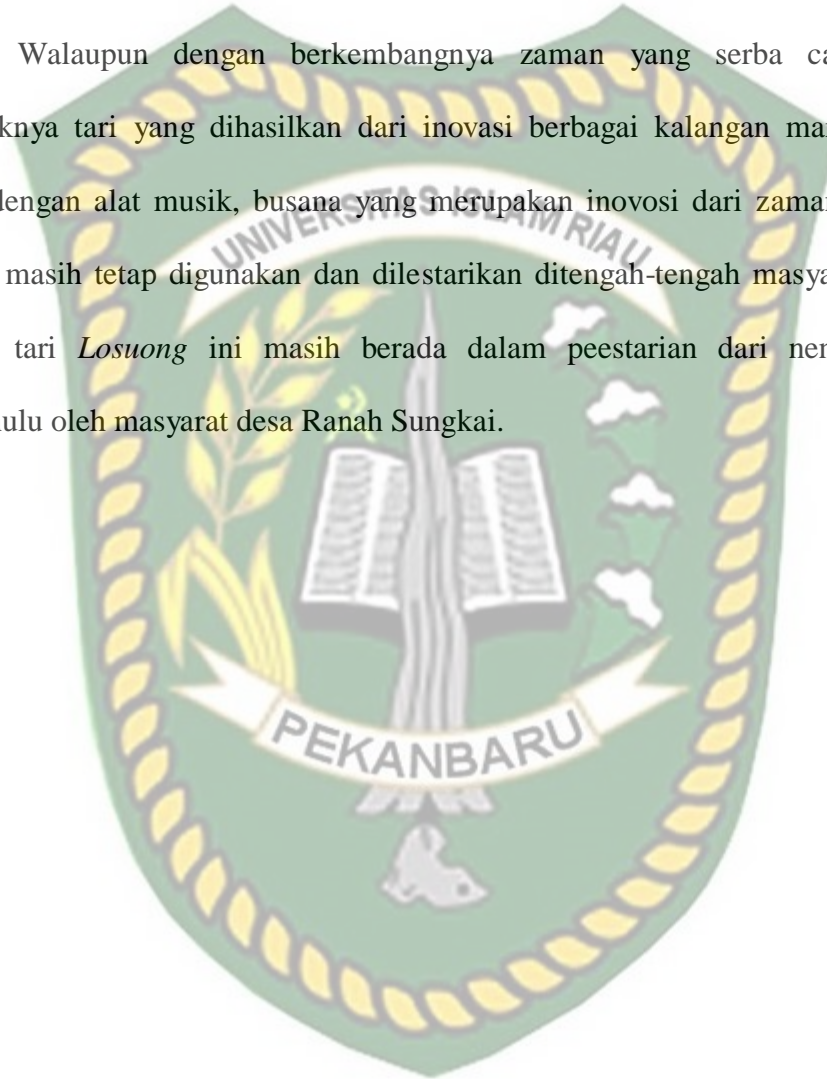 Walaupun dengan berkembangnya zaman yang serba
knya tari yang dihasilkan dari inovasi berbagai kalangan
dengan alat musik, busana yang merupakan inovosi dari zaman
masih tetap digunakan dan dilestarikan ditengah-tengah
tari Losuong ini masih berada dalam peestarian dari
ulu oleh masyarat desa Ranah Sungkai.
UNIVERSITAS ISLAM RIAU
PEKANBARU